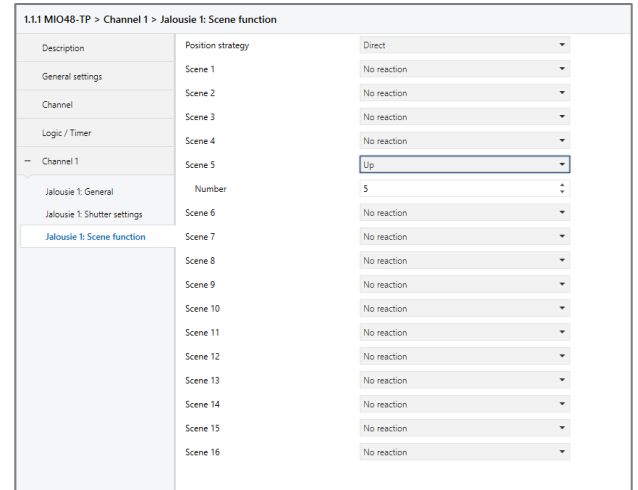 1.1.1 MIO48-TP > Channel 1 > Jalousie 1: Scene function
Description
General settings
Channel
Logic / Timer
– Channel 1
Jalousie 1: General
Jalousie 1: Shutter settings
Jalousie 1: Scene function
Position strategy Direct
Scene 1 No reaction
Scene 2 No reaction
Scene 3 No reaction
Scene 4 No reaction
Scene 5 Up
Number 5
Scene 6 No reaction
Scene 7 No reaction
Scene 8 No reaction
Scene 9 No reaction
Scene 10 No reaction
Scene 11 No reaction
Scene 12 No reaction
Scene 13 No reaction
Scene 14 No reaction
Scene 15 No reaction
Scene 16 No reaction